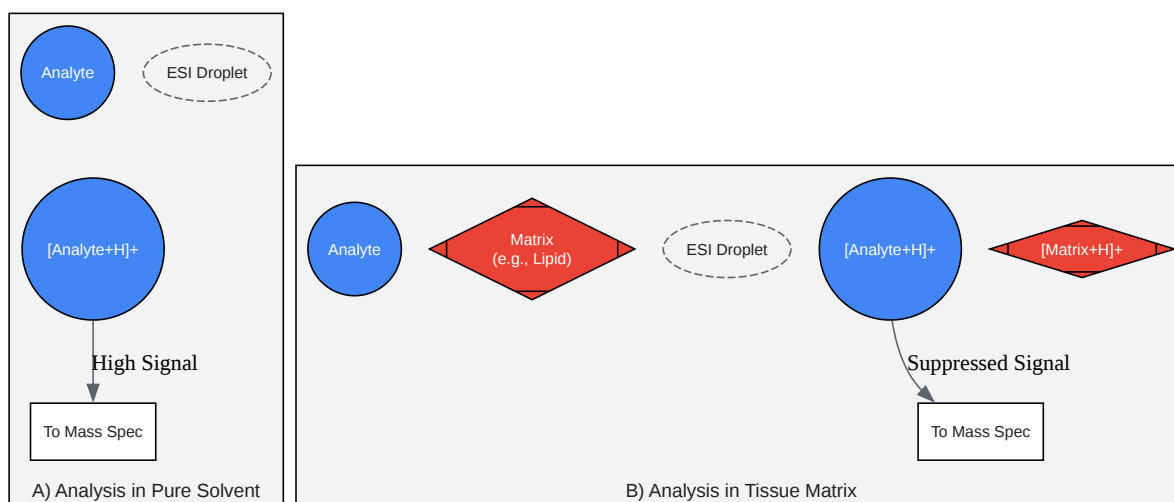 Analyte
ESI Droplet
[Analyte+H]+
High Signal
To Mass Spec
A) Analysis in Pure Solvent
Analyte
Matrix
(e.g., Lipid)
ESI Droplet
[Analyte+H]+
[Matrix+H]+
Suppressed Signal
To Mass Spec
B) Analysis in Tissue Matrix